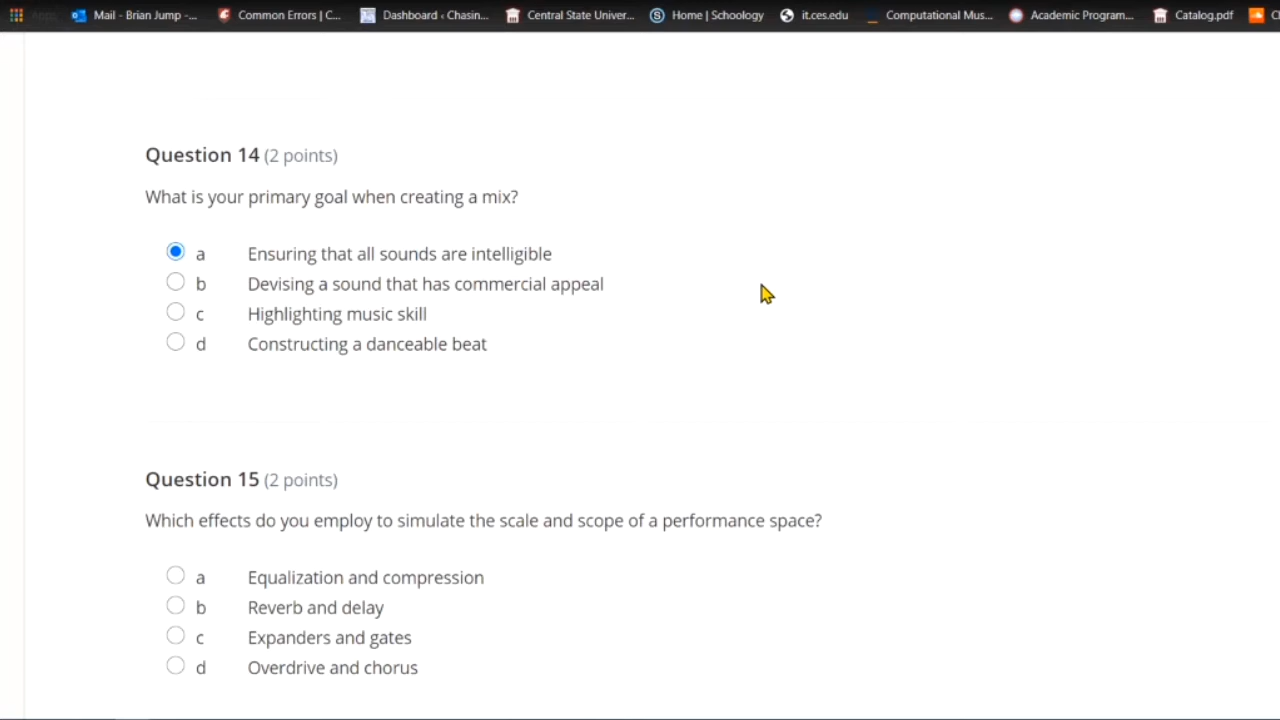 Mail - Brian Jump -... Common Errors | C... Dashboard ‹ Chasin... Central State Univer... Home | Schoology it.ces.edu Computational Mus... Academic Program... Catalog.pdf
Question 14 (2 points)
What is your primary goal when creating a mix?
a Ensuring that all sounds are intelligible
b Devising a sound that has commercial appeal
c Highlighting music skill
d Constructing a danceable beat
Question 15 (2 points)
Which effects do you employ to simulate the scale and scope of a performance space?
a Equalization and compression
b Reverb and delay
c Expanders and gates
d Overdrive and chorus